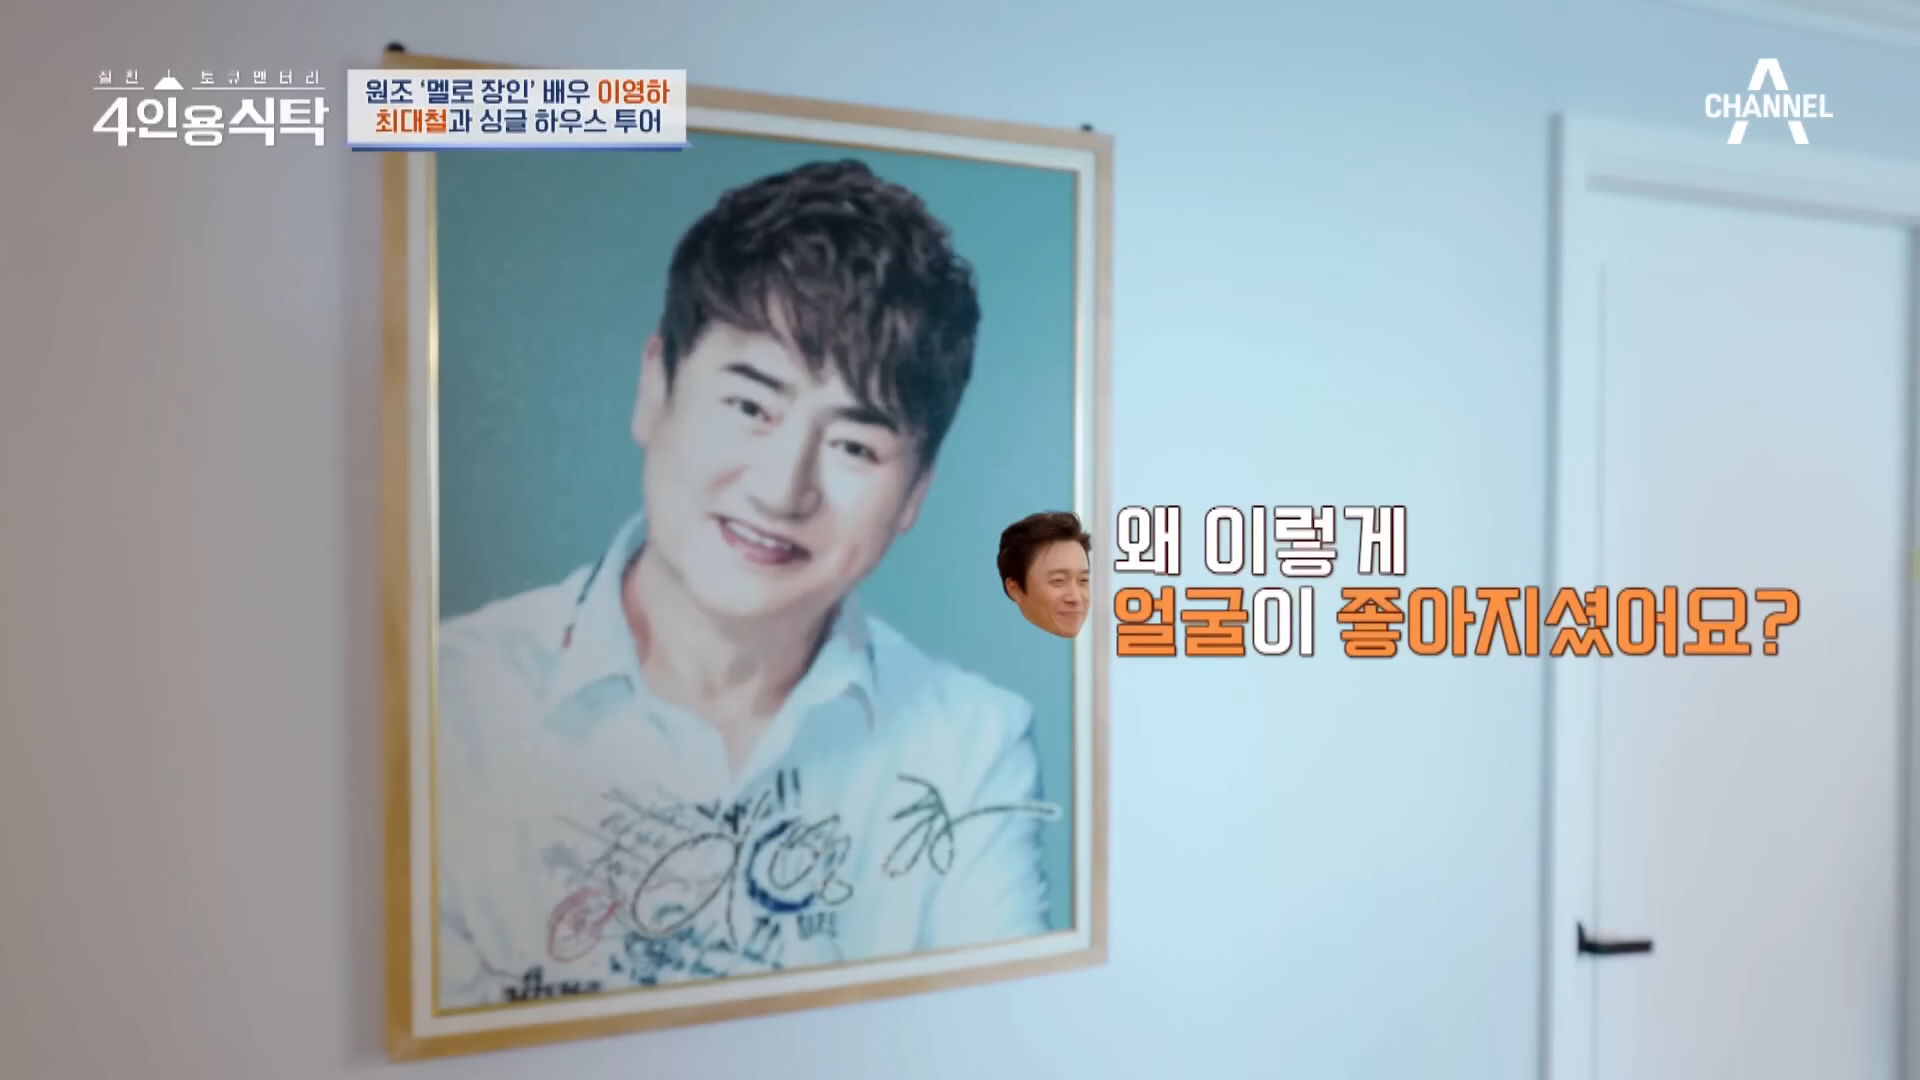 절친 토큐멘터리
4인용식탁
원조 ‘멜로 장인’ 배우 이영하
최대철과 싱글 하우스 투어
CHANNEL A
왜 이렇게
얼굴이 좋아지셨어요?